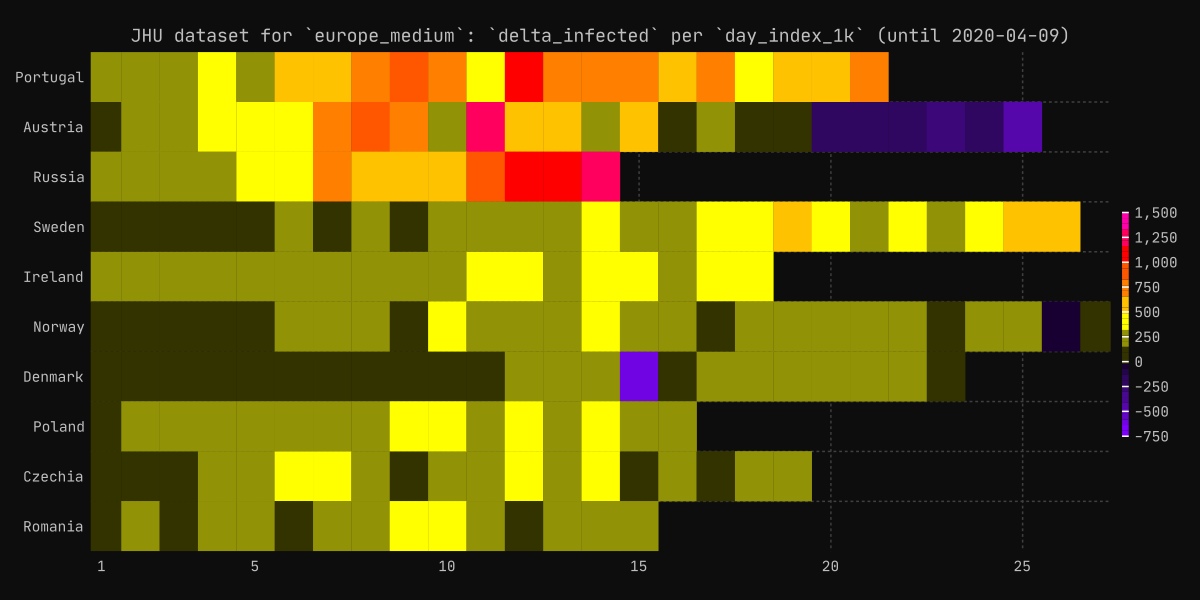 JHU dataset for `europe_medium`: `delta_infected` per `day_index_1k` (until 2020-04-09)
Portugal
Austria
Russia
Sweden
Ireland
Norway
Denmark
Poland
Czechia
Romania
1 5 10 15 20 25
1,500
1,250
1,000
750
500
250
0
−250
−500
−750